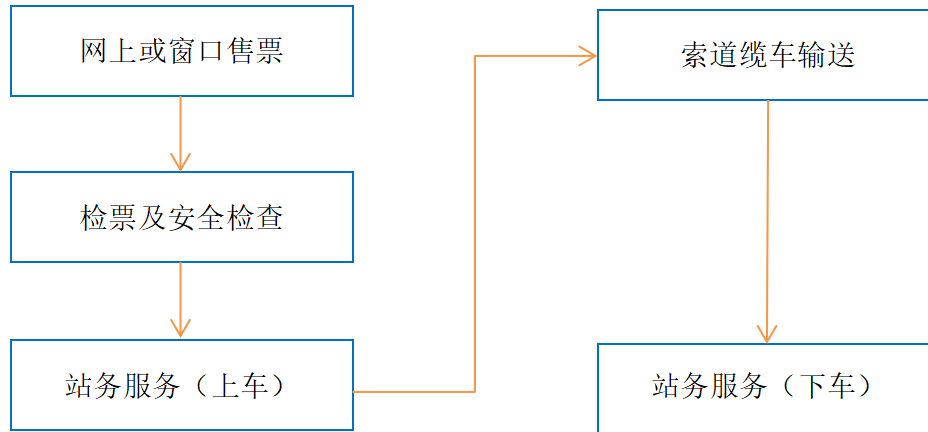 网上或窗口售票
检票及安全检查
站务服务（上车）
索道缆车输送
站务服务（下车）